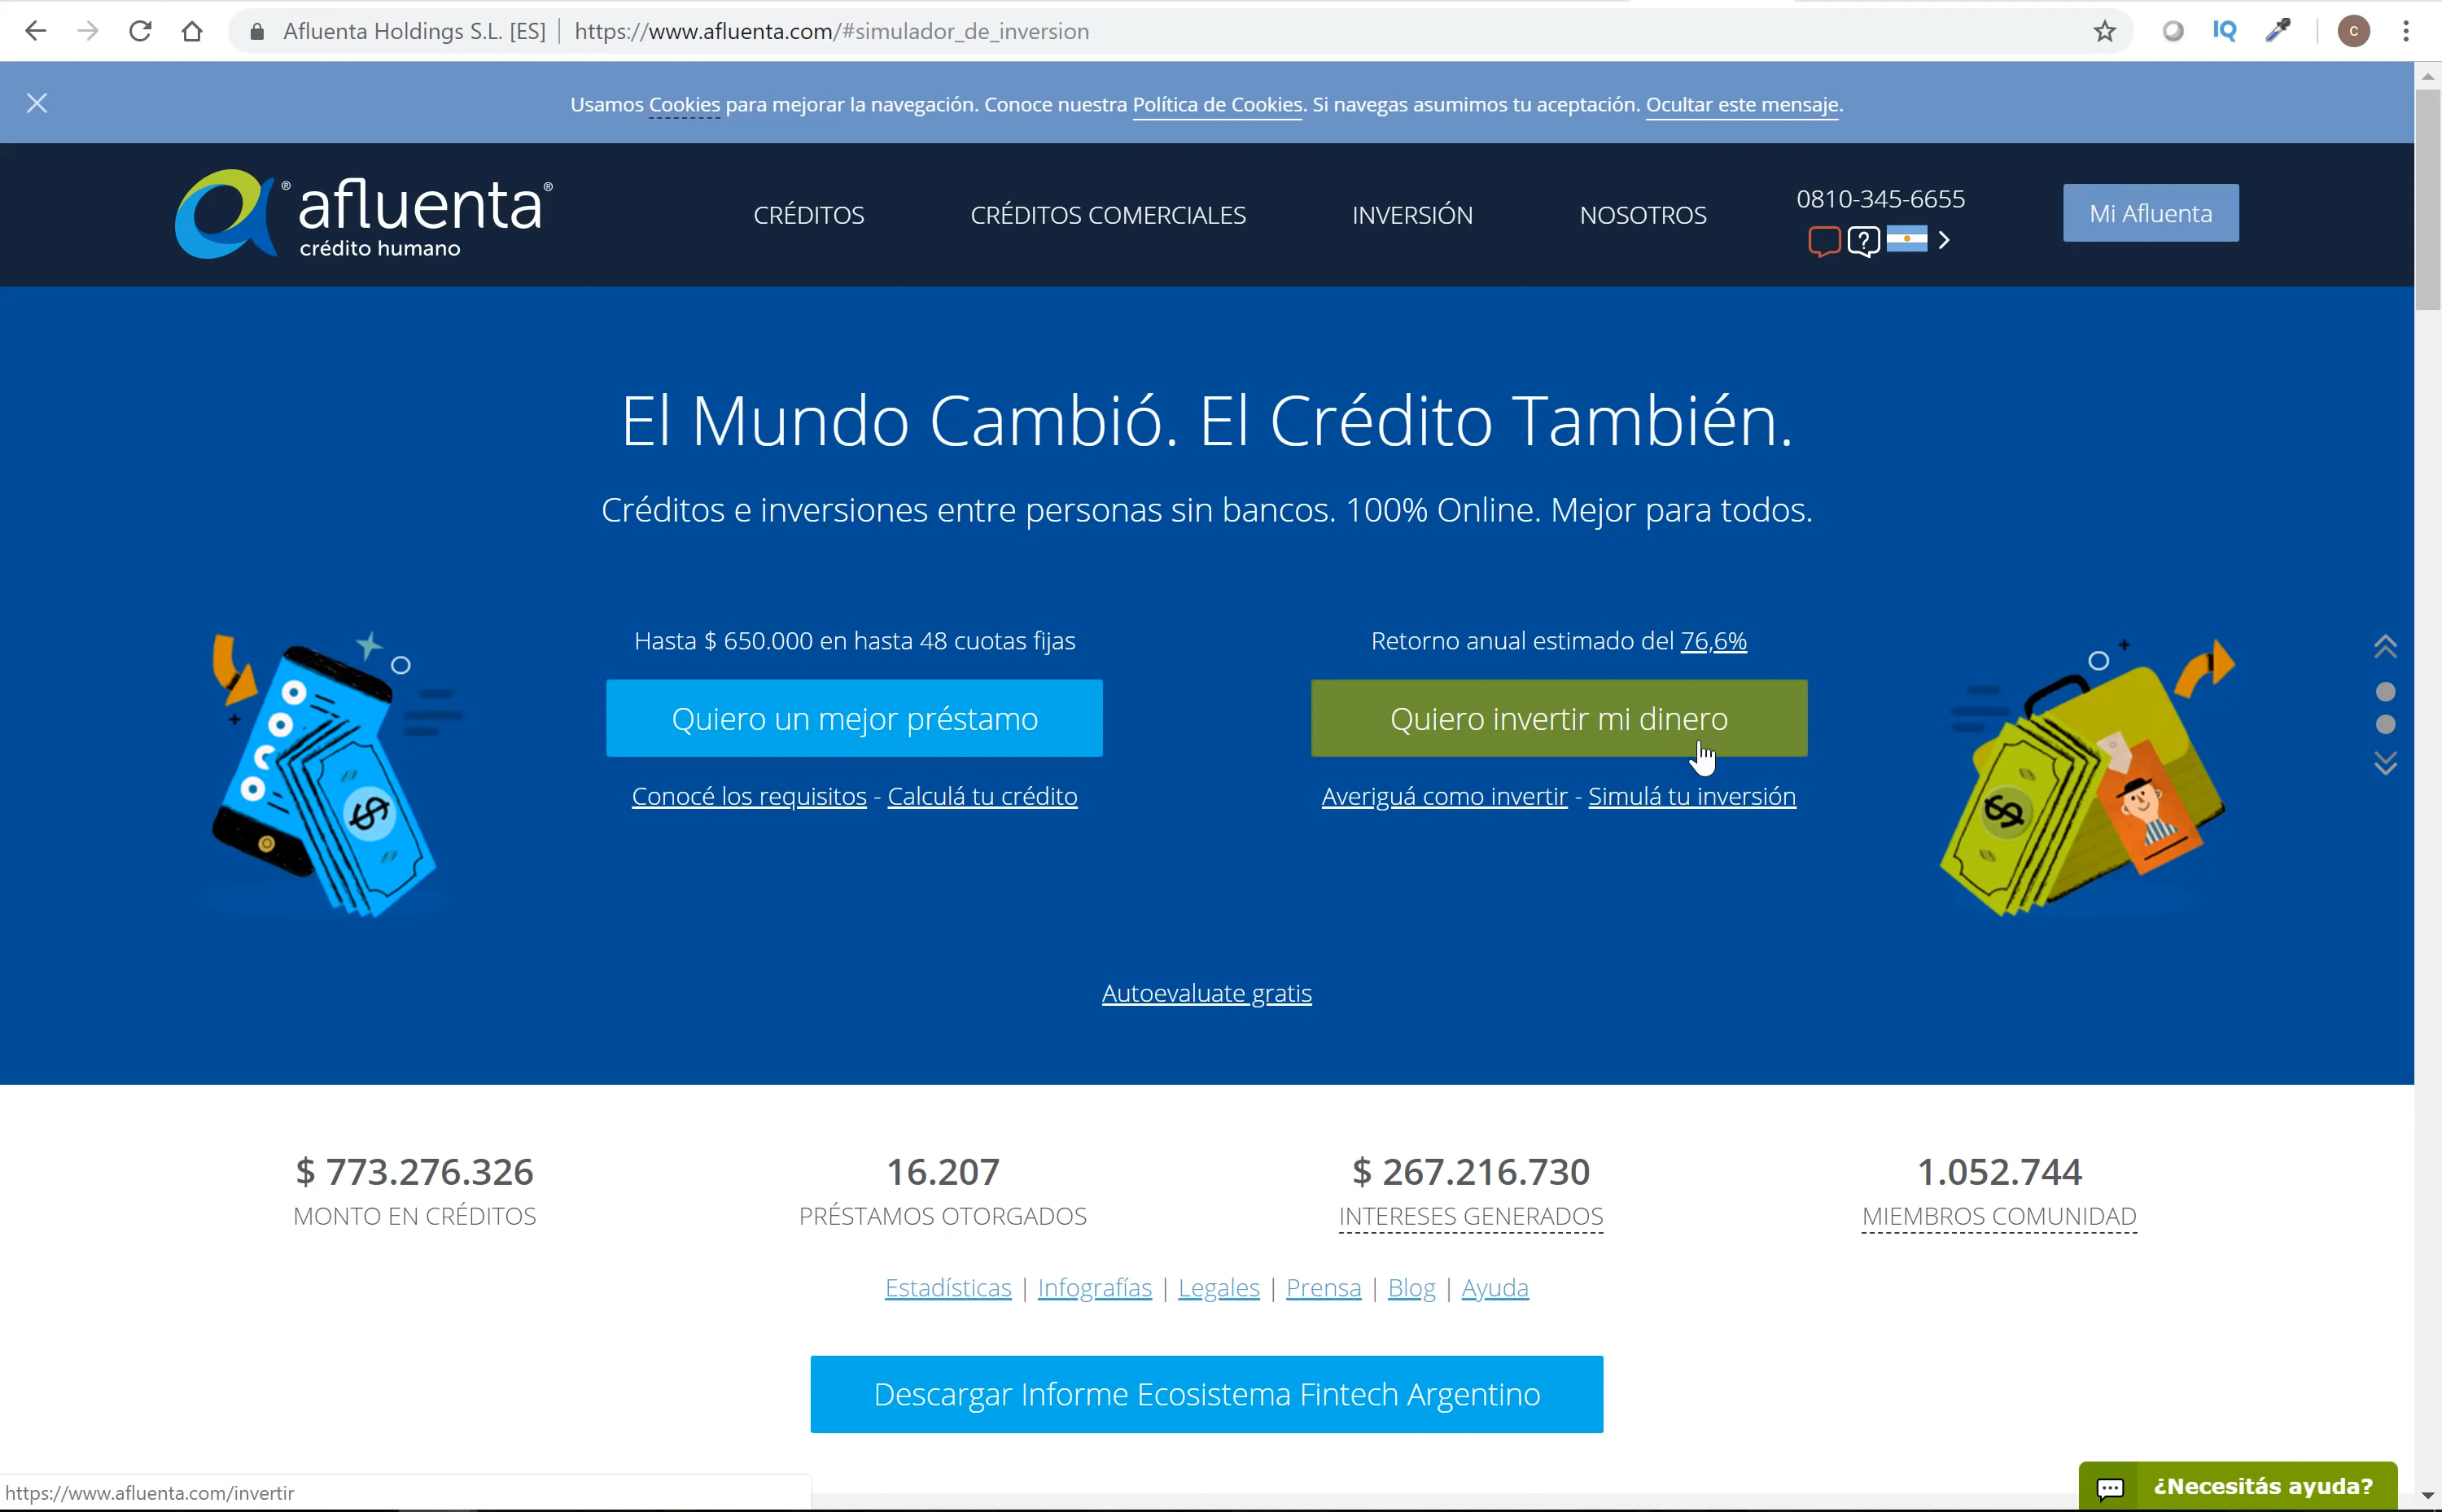 Afluenta Holdings S.L. [ES] | https://www.afluenta.com/#simulador_de_inversion
IQ
c
Usamos Cookies para mejorar la navegación. Conoce nuestra Política de Cookies. Si navegas asumimos tu aceptación. Ocultar este mensaje.
afluenta®
crédito humano
CRÉDITOS
CRÉDITOS COMERCIALES
INVERSIÓN
NOSOTROS
0810-345-6655
Mi Afluenta
El Mundo Cambió. El Crédito También.
Créditos e inversiones entre personas sin bancos. 100% Online. Mejor para todos.
Hasta $ 650.000 en hasta 48 cuotas fijas
Quiero un mejor préstamo
Conocé los requisitos - Calculá tu crédito
Retorno anual estimado del 76,6%
Quiero invertir mi dinero
Averiguá como invertir - Simulá tu inversión
Autoevaluate gratis
$ 773.276.326
MONTO EN CRÉDITOS
16.207
PRÉSTAMOS OTORGADOS
$ 267.216.730
INTERESES GENERADOS
1.052.744
MIEMBROS COMUNIDAD
Estadísticas | Infografías | Legales | Prensa | Blog | Ayuda
Descargar Informe Ecosistema Fintech Argentino
https://www.afluenta.com/invertir
¿Necesitás ayuda?